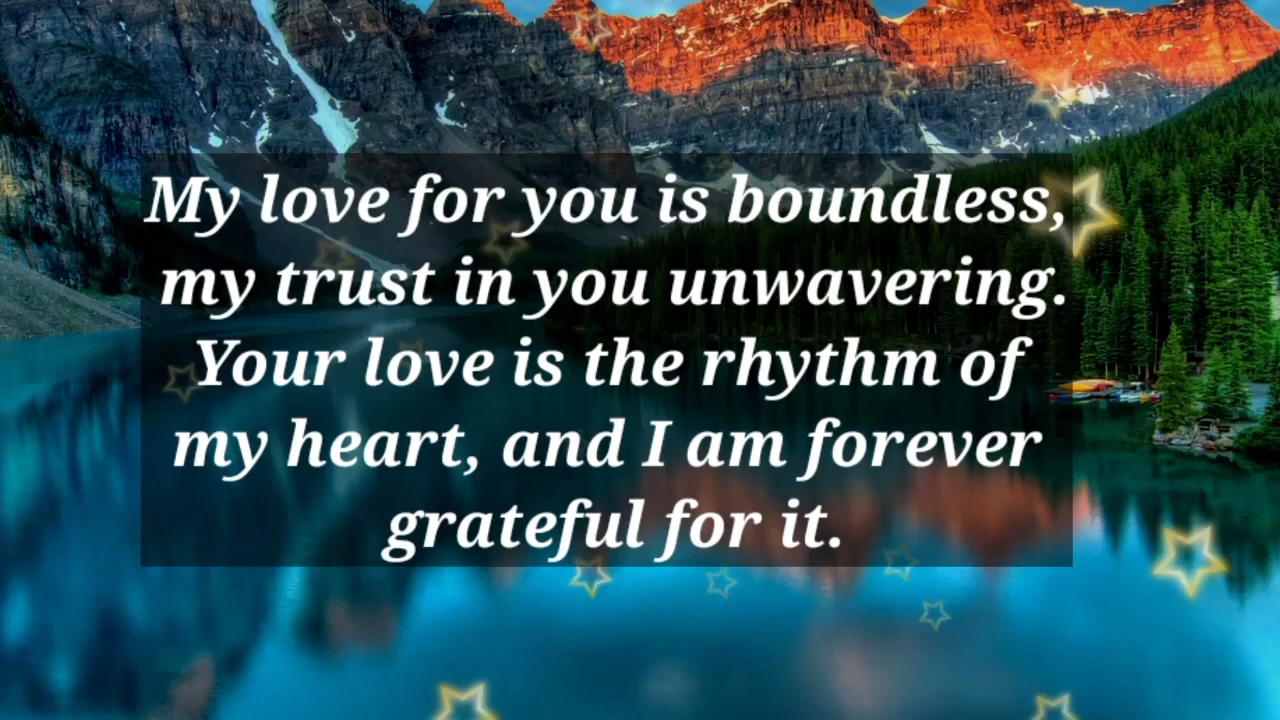 My love for you is boundless,
my trust in you unwavering.
Your love is the rhythm of
my heart, and I am forever
grateful for it.